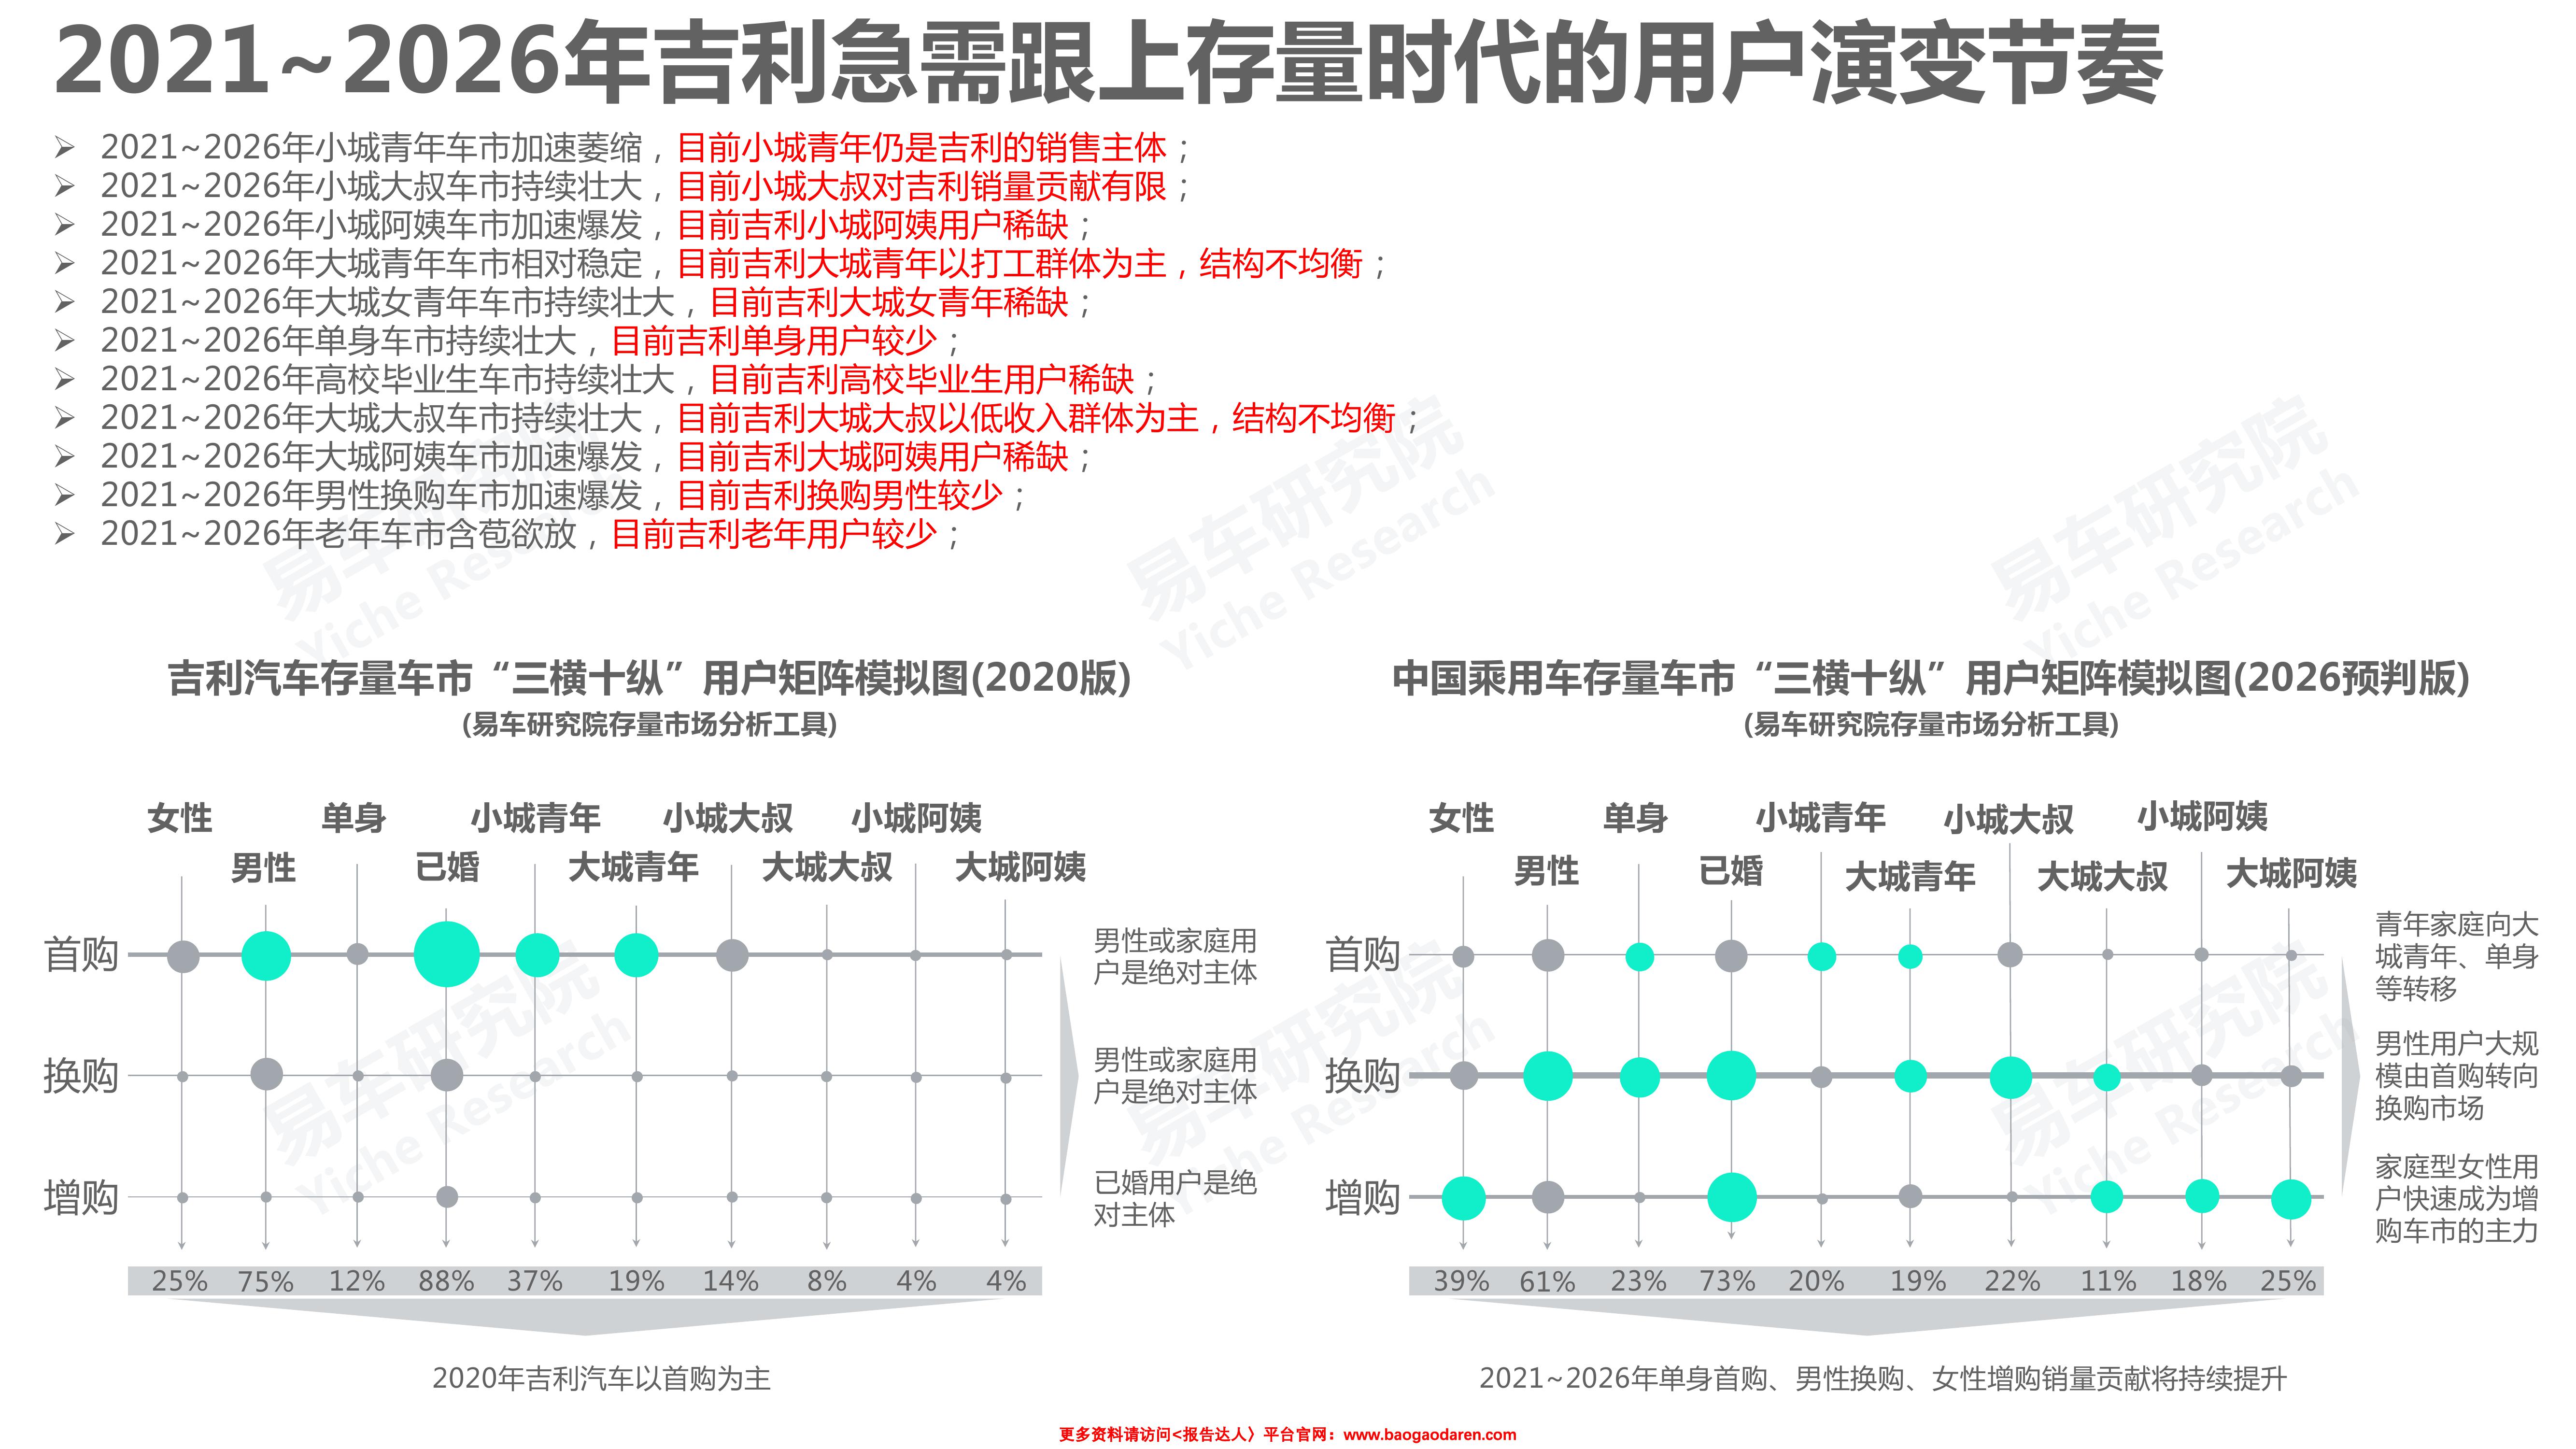 2021~2026年吉利急需跟上存量时代的用户演变节奏
➢ 2021~2026年小城青年车市加速萎缩，目前小城青年仍是吉利的销售主体；
➢ 2021~2026年小城大叔车市持续壮大，目前小城大叔对吉利销量贡献有限；
➢ 2021~2026年小城阿姨车市加速爆发，目前吉利小城阿姨用户稀缺；
➢ 2021~2026年大城青年车市相对稳定，目前吉利大城青年以打工群体为主，结构不均衡；
➢ 2021~2026年大城女青年车市持续壮大，目前吉利大城女青年稀缺；
➢ 2021~2026年单身车市持续壮大，目前吉利单身用户较少；
➢ 2021~2026年高校毕业生车市持续壮大，目前吉利高校毕业生用户稀缺；
➢ 2021~2026年大城大叔车市持续壮大，目前吉利大城大叔以低收入群体为主，结构不均衡；
➢ 2021~2026年大城阿姨车市加速爆发，目前吉利大城阿姨用户稀缺；
➢ 2021~2026年男性换购车市加速爆发，目前吉利换购男性较少；
➢ 2021~2026年老年车市含苞欲放，目前吉利老年用户较少；
吉利汽车存量车市“三横十纵”用户矩阵模拟图(2020版)
(易车研究院存量市场分析工具)
女性 单身 小城青年 小城大叔 小城阿姨
男性 已婚 大城青年 大城大叔 大城阿姨
首购
换购
增购
男性或家庭用
户是绝对主体
男性或家庭用
户是绝对主体
已婚用户是绝
对主体
25% 75% 12% 88% 37% 19% 14% 8% 4% 4%
2020年吉利汽车以首购为主
中国乘用车存量车市“三横十纵”用户矩阵模拟图(2026预判版)
(易车研究院存量市场分析工具)
女性 单身 小城青年 小城大叔 小城阿姨
男性 已婚 大城青年 大城大叔 大城阿姨
首购
换购
增购
青年家庭向大
城青年、单身
等转移
男性用户大规
模由首购转向
换购市场
家庭型女性用
户快速成为增
购车市的主力
39% 61% 23% 73% 20% 19% 22% 11% 18% 25%
2021~2026年单身首购、男性换购、女性增购销量贡献将持续提升
更多资料请访问<报告达人〉平台官网：www.baogaodaren.com
易车研究院
Yiche Research
易车研究院
Yiche Research
易车研究院
Yiche Research
易车研究院
Yiche Research
易车研究院
Yiche Research
易车研究院
Yiche Research